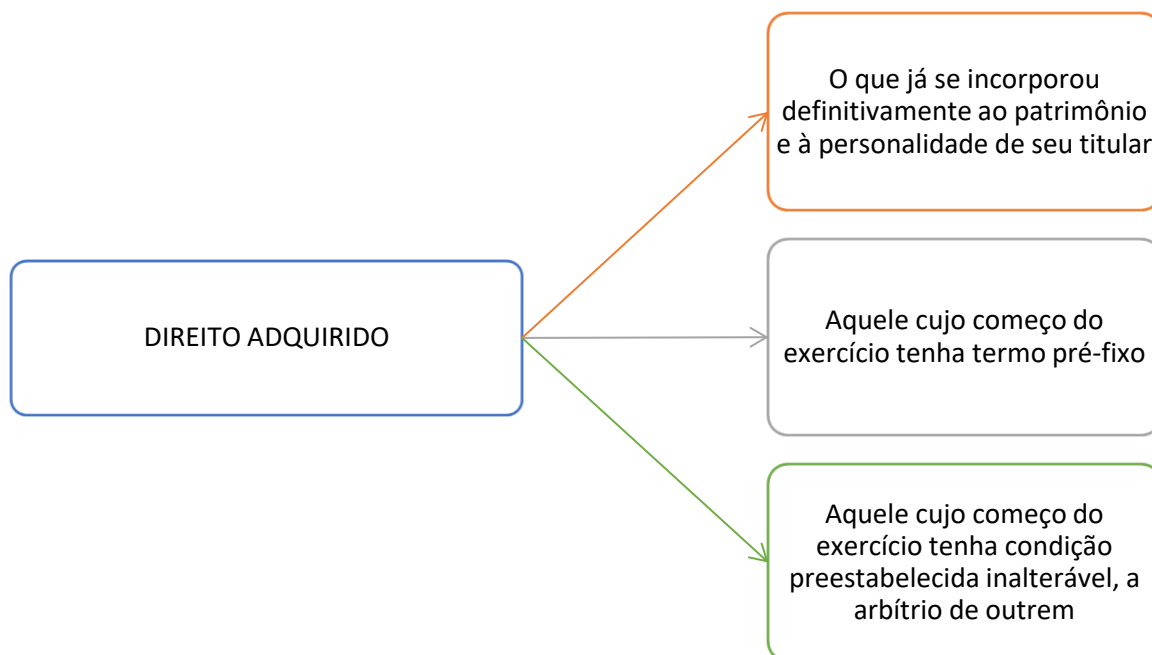 DIREITO ADQUIRIDO
O que já se incorporou
definitivamente ao patrimônio
e à personalidade de seu titular
Aquele cujo começo do
exercício tenha termo pré-fixo
Aquele cujo começo do
exercício tenha condição
preestabelecida inalterável, a
arbítrio de outrem